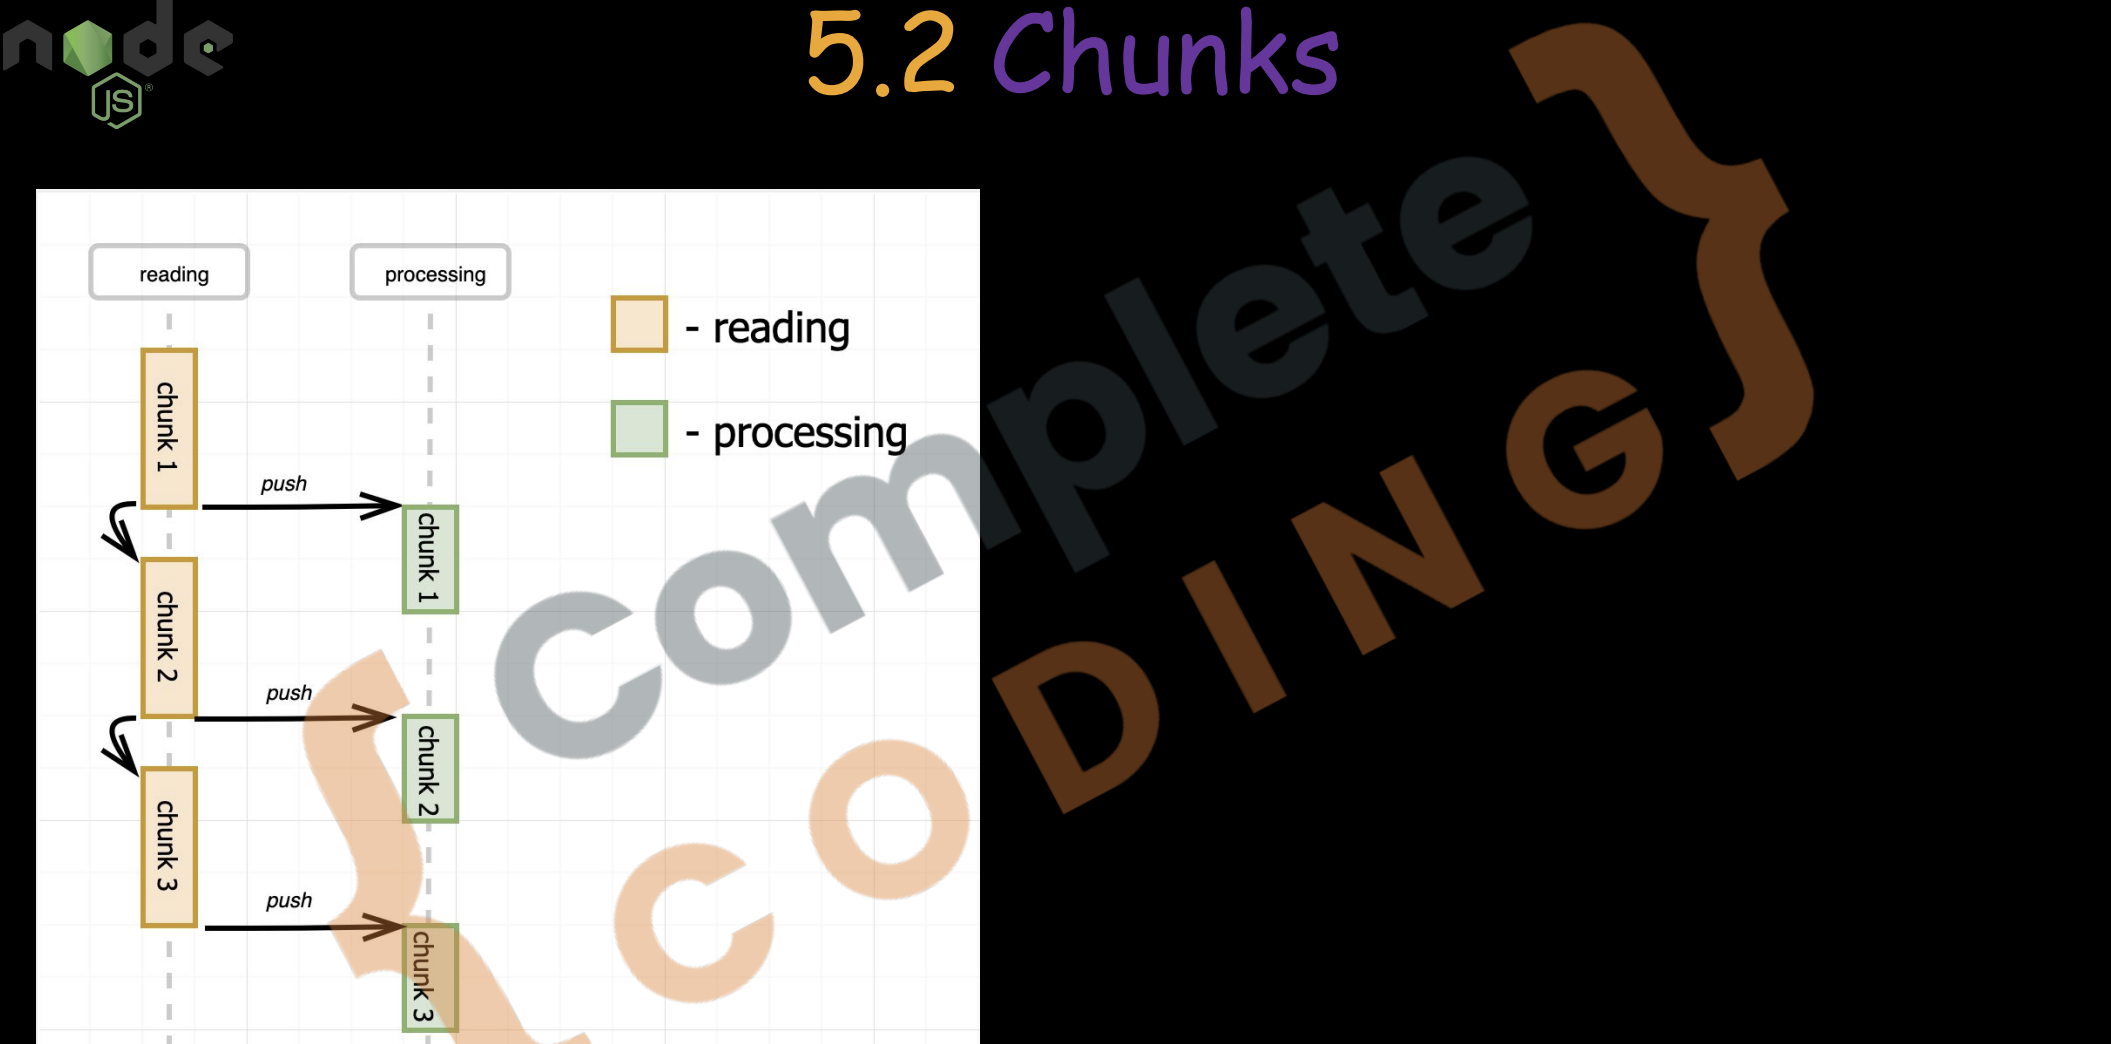 node
JS
5.2 Chunks
reading
processing
- reading
- processing
chunk 1
push
chunk 1
chunk 2
push
chunk 2
chunk 3
push
chunk 3
complete
CODING